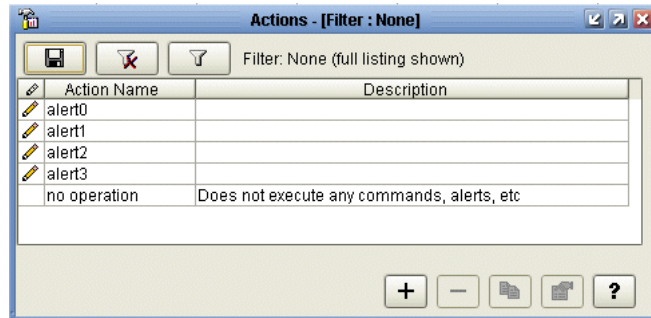 Actions - [Filter : None]
Filter: None (full listing shown)
Action Name Description
alert0
alert1
alert2
alert3
no operation Does not execute any commands, alerts, etc
+ − ?